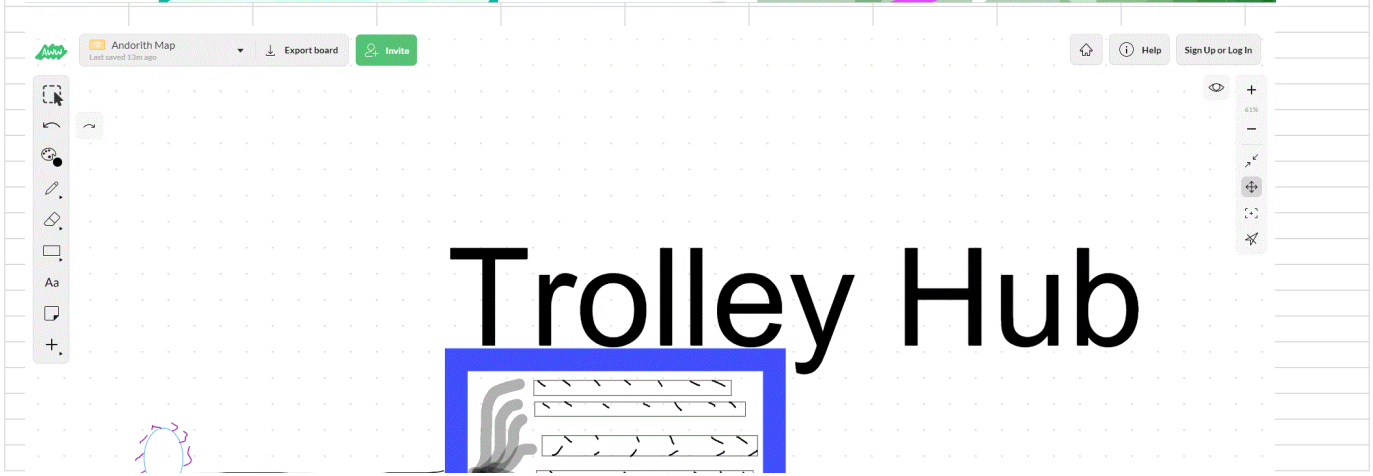 AWW
Andorith Map
Last saved 13m ago
Export board
Invite
Help
Sign Up or Log In
61%
Aa
Trolley Hub